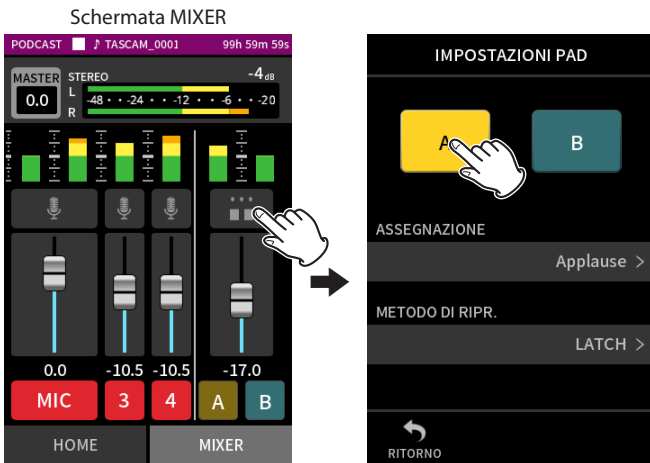 Schermata MIXER
PODCAST ♪ TASCAM_0001 99h 59m 59s
MASTER
0.0
STEREO -4dB
L
-48 · · -24 · · -12 · · -6 · · -20
R
0.0 -10.5 -10.5 -17.0
MIC 3 4 A B
HOME MIXER
IMPOSTAZIONI PAD
A B
ASSEGNAZIONE
Applause >
METODO DI RIPR.
LATCH >
RITORNO